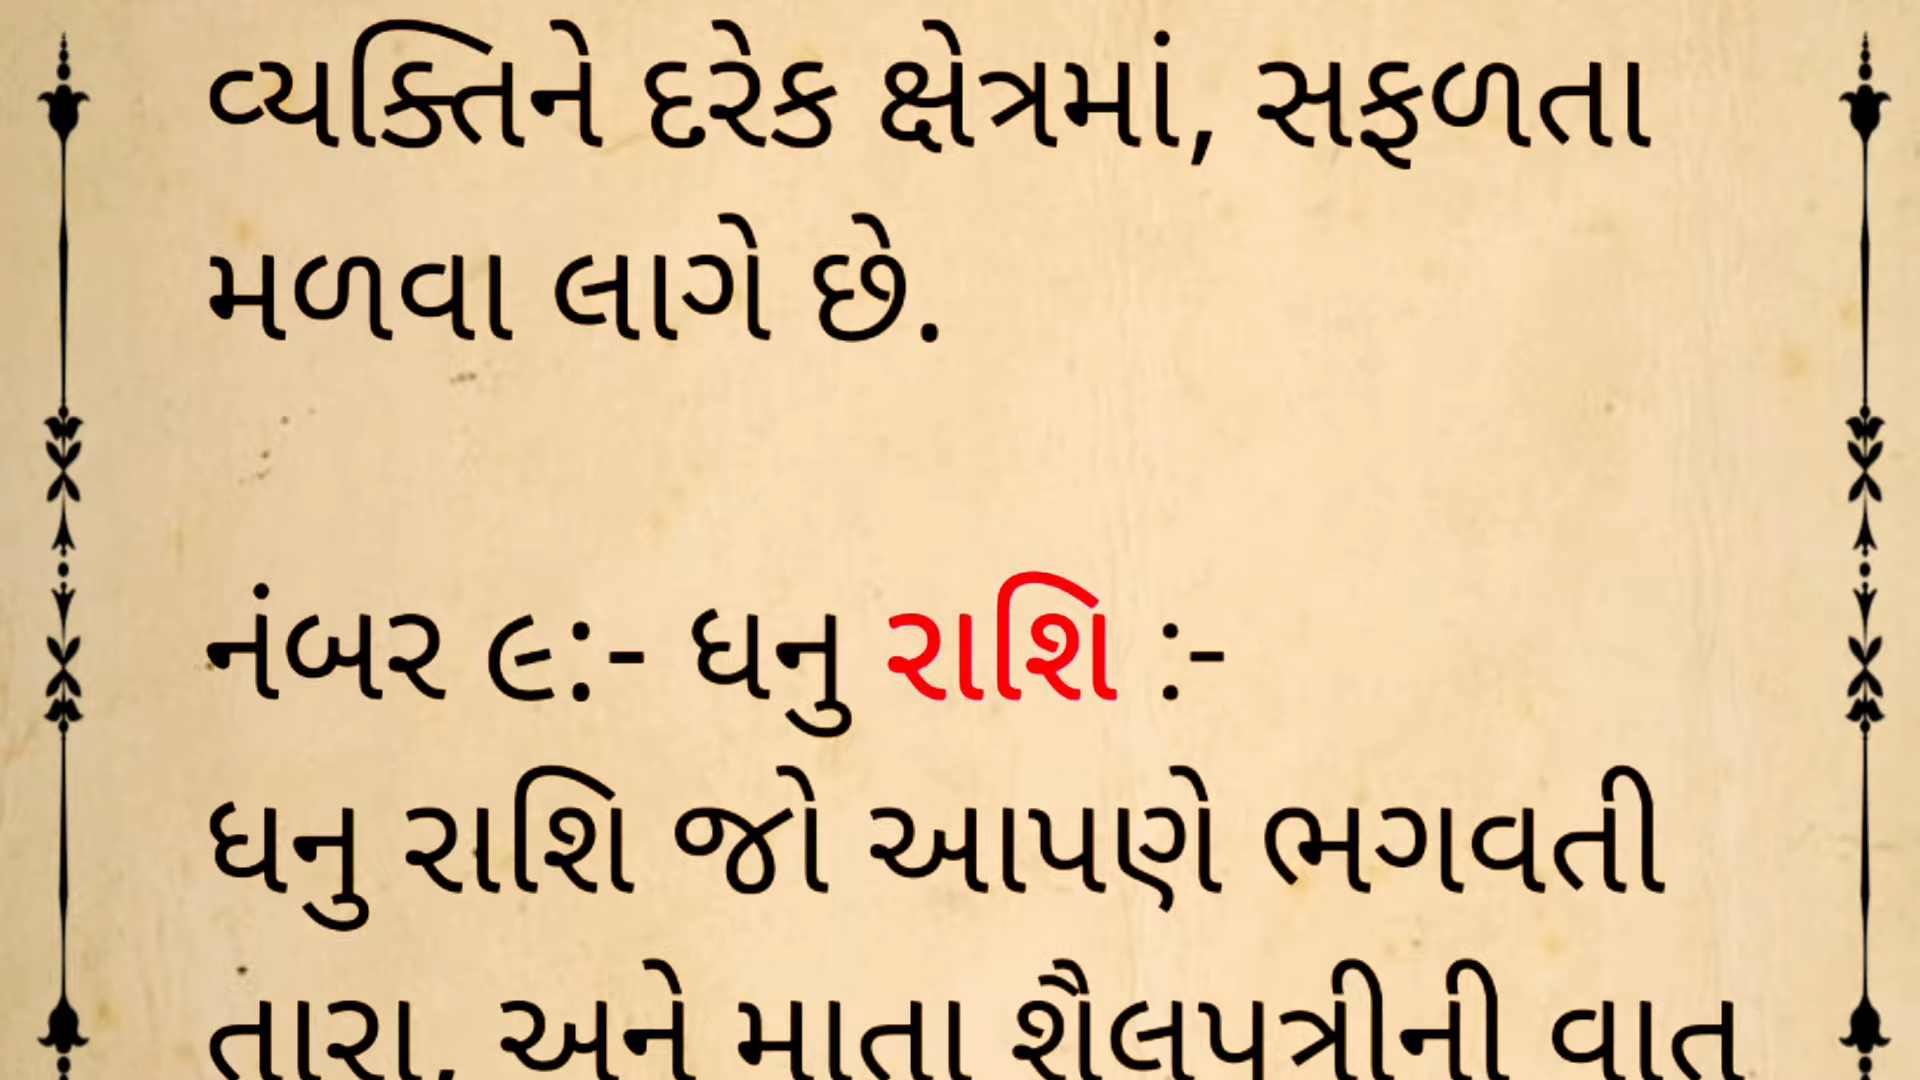 વ્યક્તિને દરેક ક્ષેત્રમાં, સફળતા
મળવા લાગે છે.
નંબર ૯:- ધનુ રાશિ :-
ધનુ રાશિ જો આપણે ભગવતી
તારા, અને માતા શૈલપત્રીની વાત